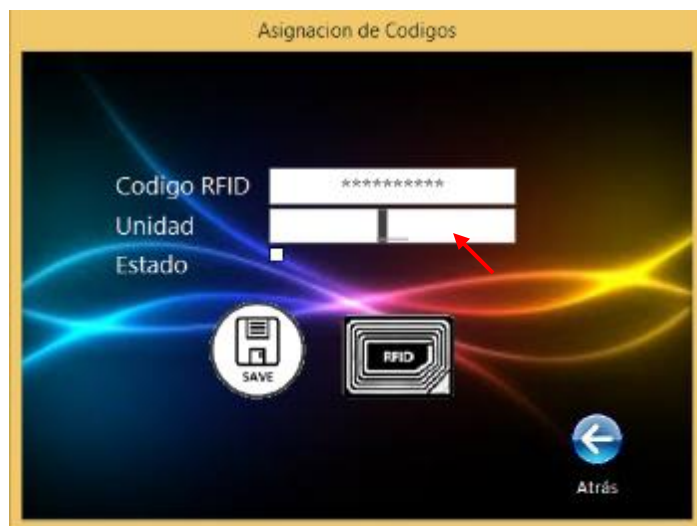 Asignacion de Codigos
Codigo RFID
**********
Unidad
Estado
SAVE
RFID
Atrás